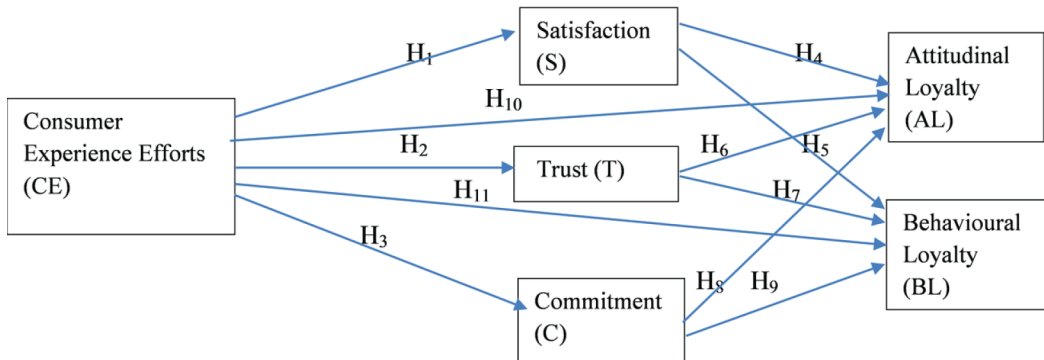 Satisfaction
(S)
H₁
H₄
Attitudinal
Loyalty
(AL)
Consumer
Experience Efforts
(CE)
H₁₀
H₂
Trust (T)
H₆
H₅
H₁₁
H₇
H₃
Behavioural
Loyalty
(BL)
Commitment
(C)
H₈
H₉